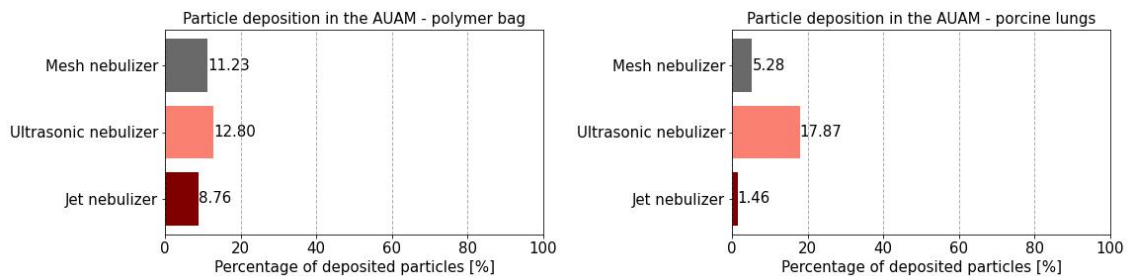 Particle deposition in the AUAM - polymer bag
Mesh nebulizer
11.23
Ultrasonic nebulizer
12.80
Jet nebulizer
8.76
0 20 40 60 80 100
Percentage of deposited particles [%]
Particle deposition in the AUAM - porcine lungs
Mesh nebulizer
5.28
Ultrasonic nebulizer
17.87
Jet nebulizer
1.46
0 20 40 60 80 100
Percentage of deposited particles [%]